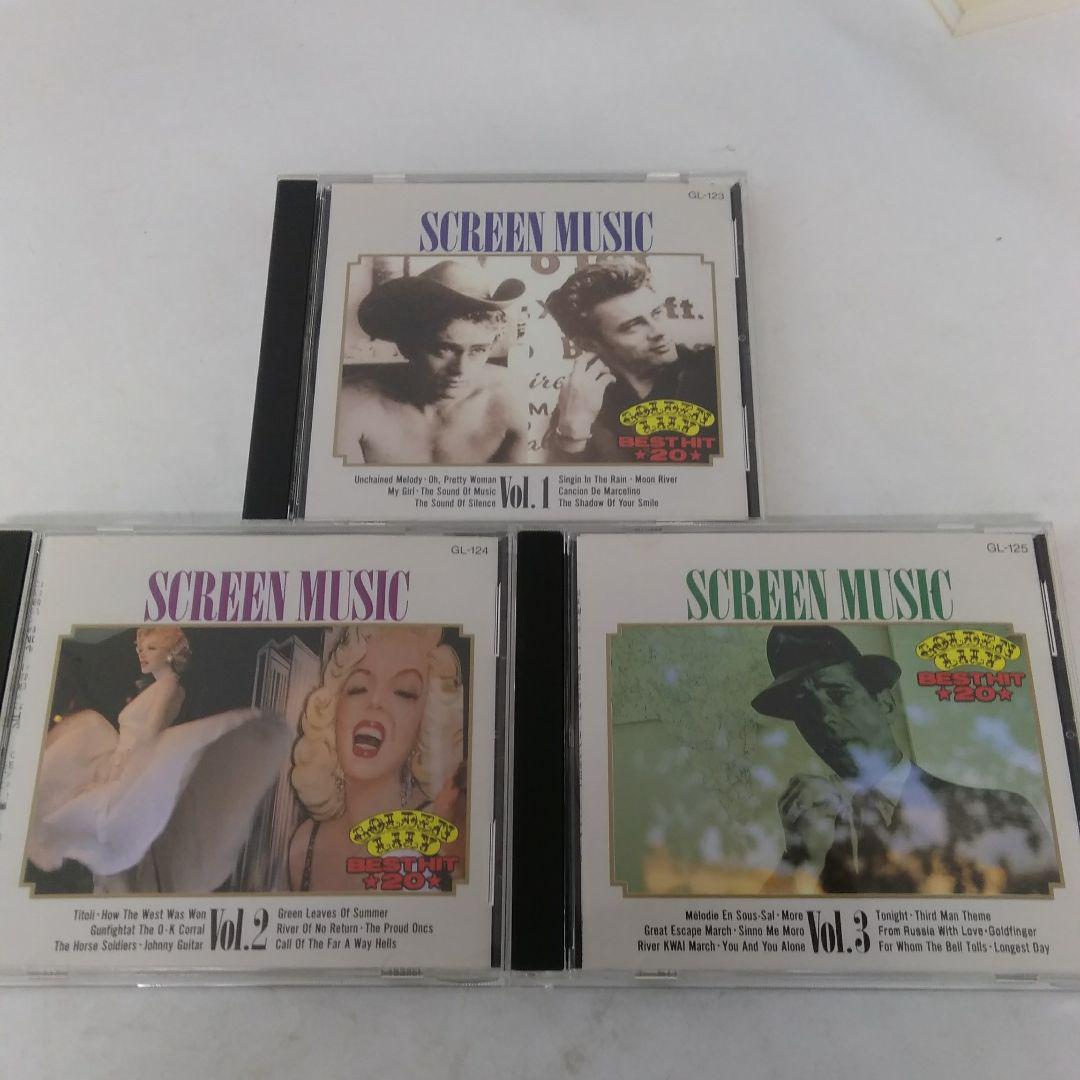 GL-123
SCREEN MUSIC
GOLDEN
BEST HIT
★20★
Unchained Melody・Oh, Pretty Woman
My Girl・The Sound Of Music
The Sound Of Silence
Vol. 1
Singin In The Rain・Moon River
Cancion De Marcelino
The Shadow Of Your Smile
GL-124
SCREEN MUSIC
GOLDEN
BEST HIT
★20★
Titoli・How The West Was Won
Gunfightat The O-K Corral
The Horse Soldiers・Johnny Guitar
Vol.2
Green Leaves Of Summer
River Of No Return・The Proud Oncs
Call Of The Far A Way Hells
GL-125
SCREEN MUSIC
GOLDEN
BEST HIT
★20★
Mélodie En Sous-Sal・More
Great Escape March・Sinno Me Moro
River KWAI March・You And You Alone
Vol.3
Tonight・Third Man Theme
From Russia With Love・Goldfinger
For Whom The Bell Tolls・Longest Day